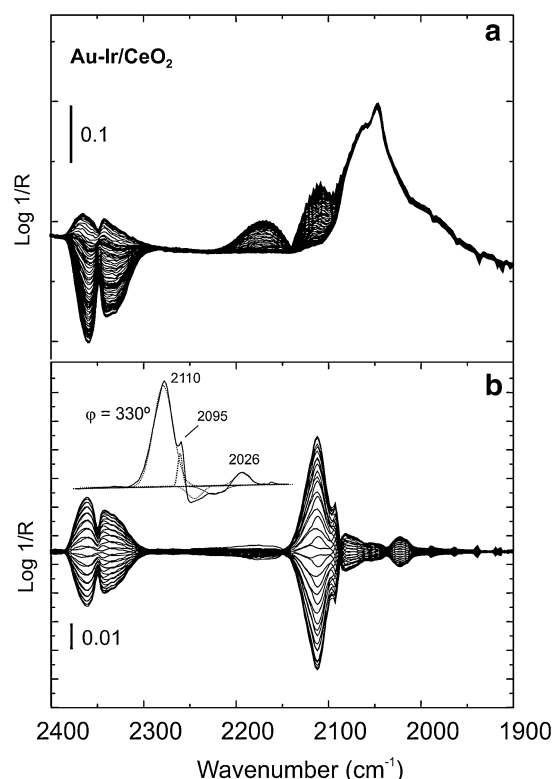 a
Au-Ir/CeO₂
0.1
Log 1/R
b
2110
φ = 330º
2095
2026
Log 1/R
0.01
2400 2300 2200 2100 2000 1900
Wavenumber (cm⁻¹)